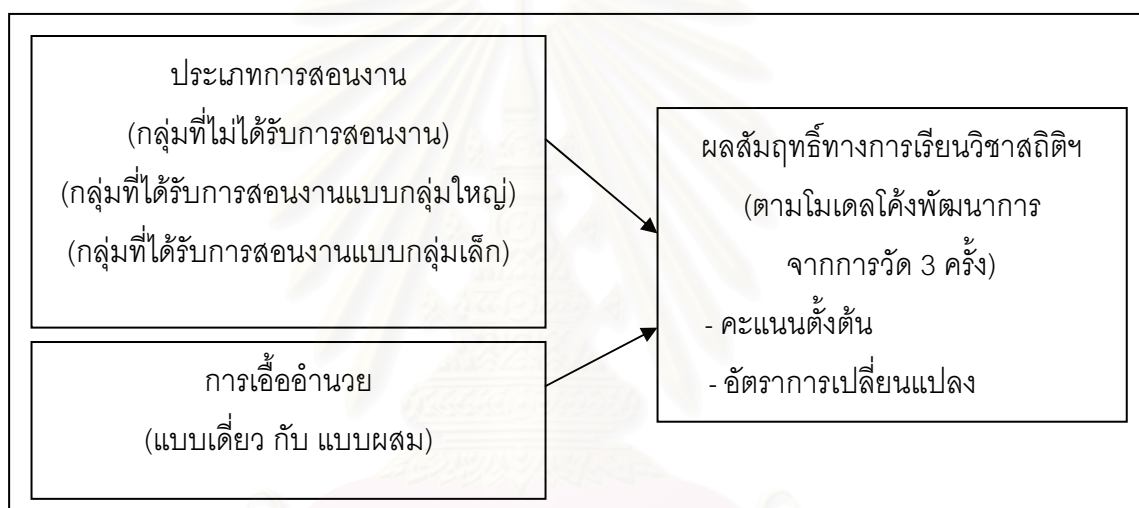 ประเภทการสอนงาน
(กลุ่มที่ไม่ได้รับการสอนงาน)
(กลุ่มที่ได้รับการสอนงานแบบกลุ่มใหญ่)
(กลุ่มที่ได้รับการสอนงานแบบกลุ่มเล็ก)
การเอื้ออำนวย
(แบบเดี่ยว กับ แบบผสม)
ผลสัมฤทธิ์ทางการเรียนวิชาสถิติฯ
(ตามโมเดลโค้งพัฒนาการ
จากการวัด 3 ครั้ง)
- คะแนนตั้งต้น
- อัตราการเปลี่ยนแปลง